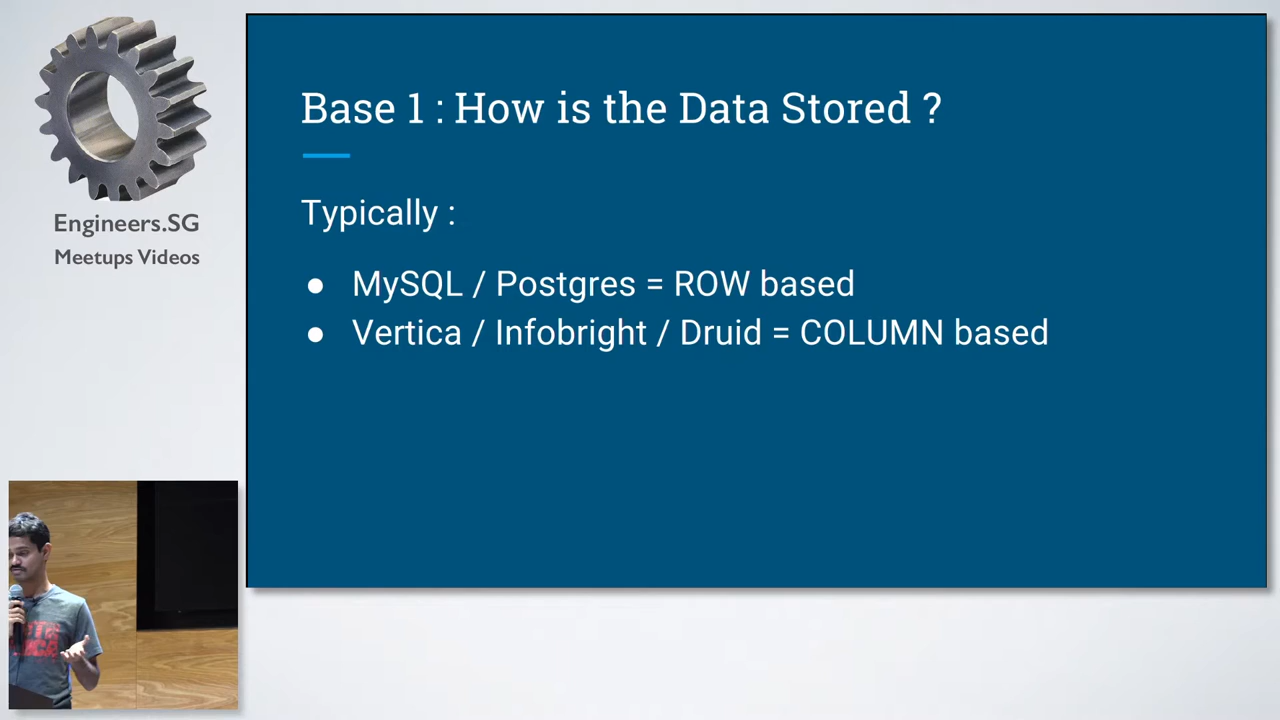 Base 1 : How is the Data Stored ?
Typically :
● MySQL / Postgres = ROW based
● Vertica / Infobright / Druid = COLUMN based
Engineers.SG
Meetups Videos